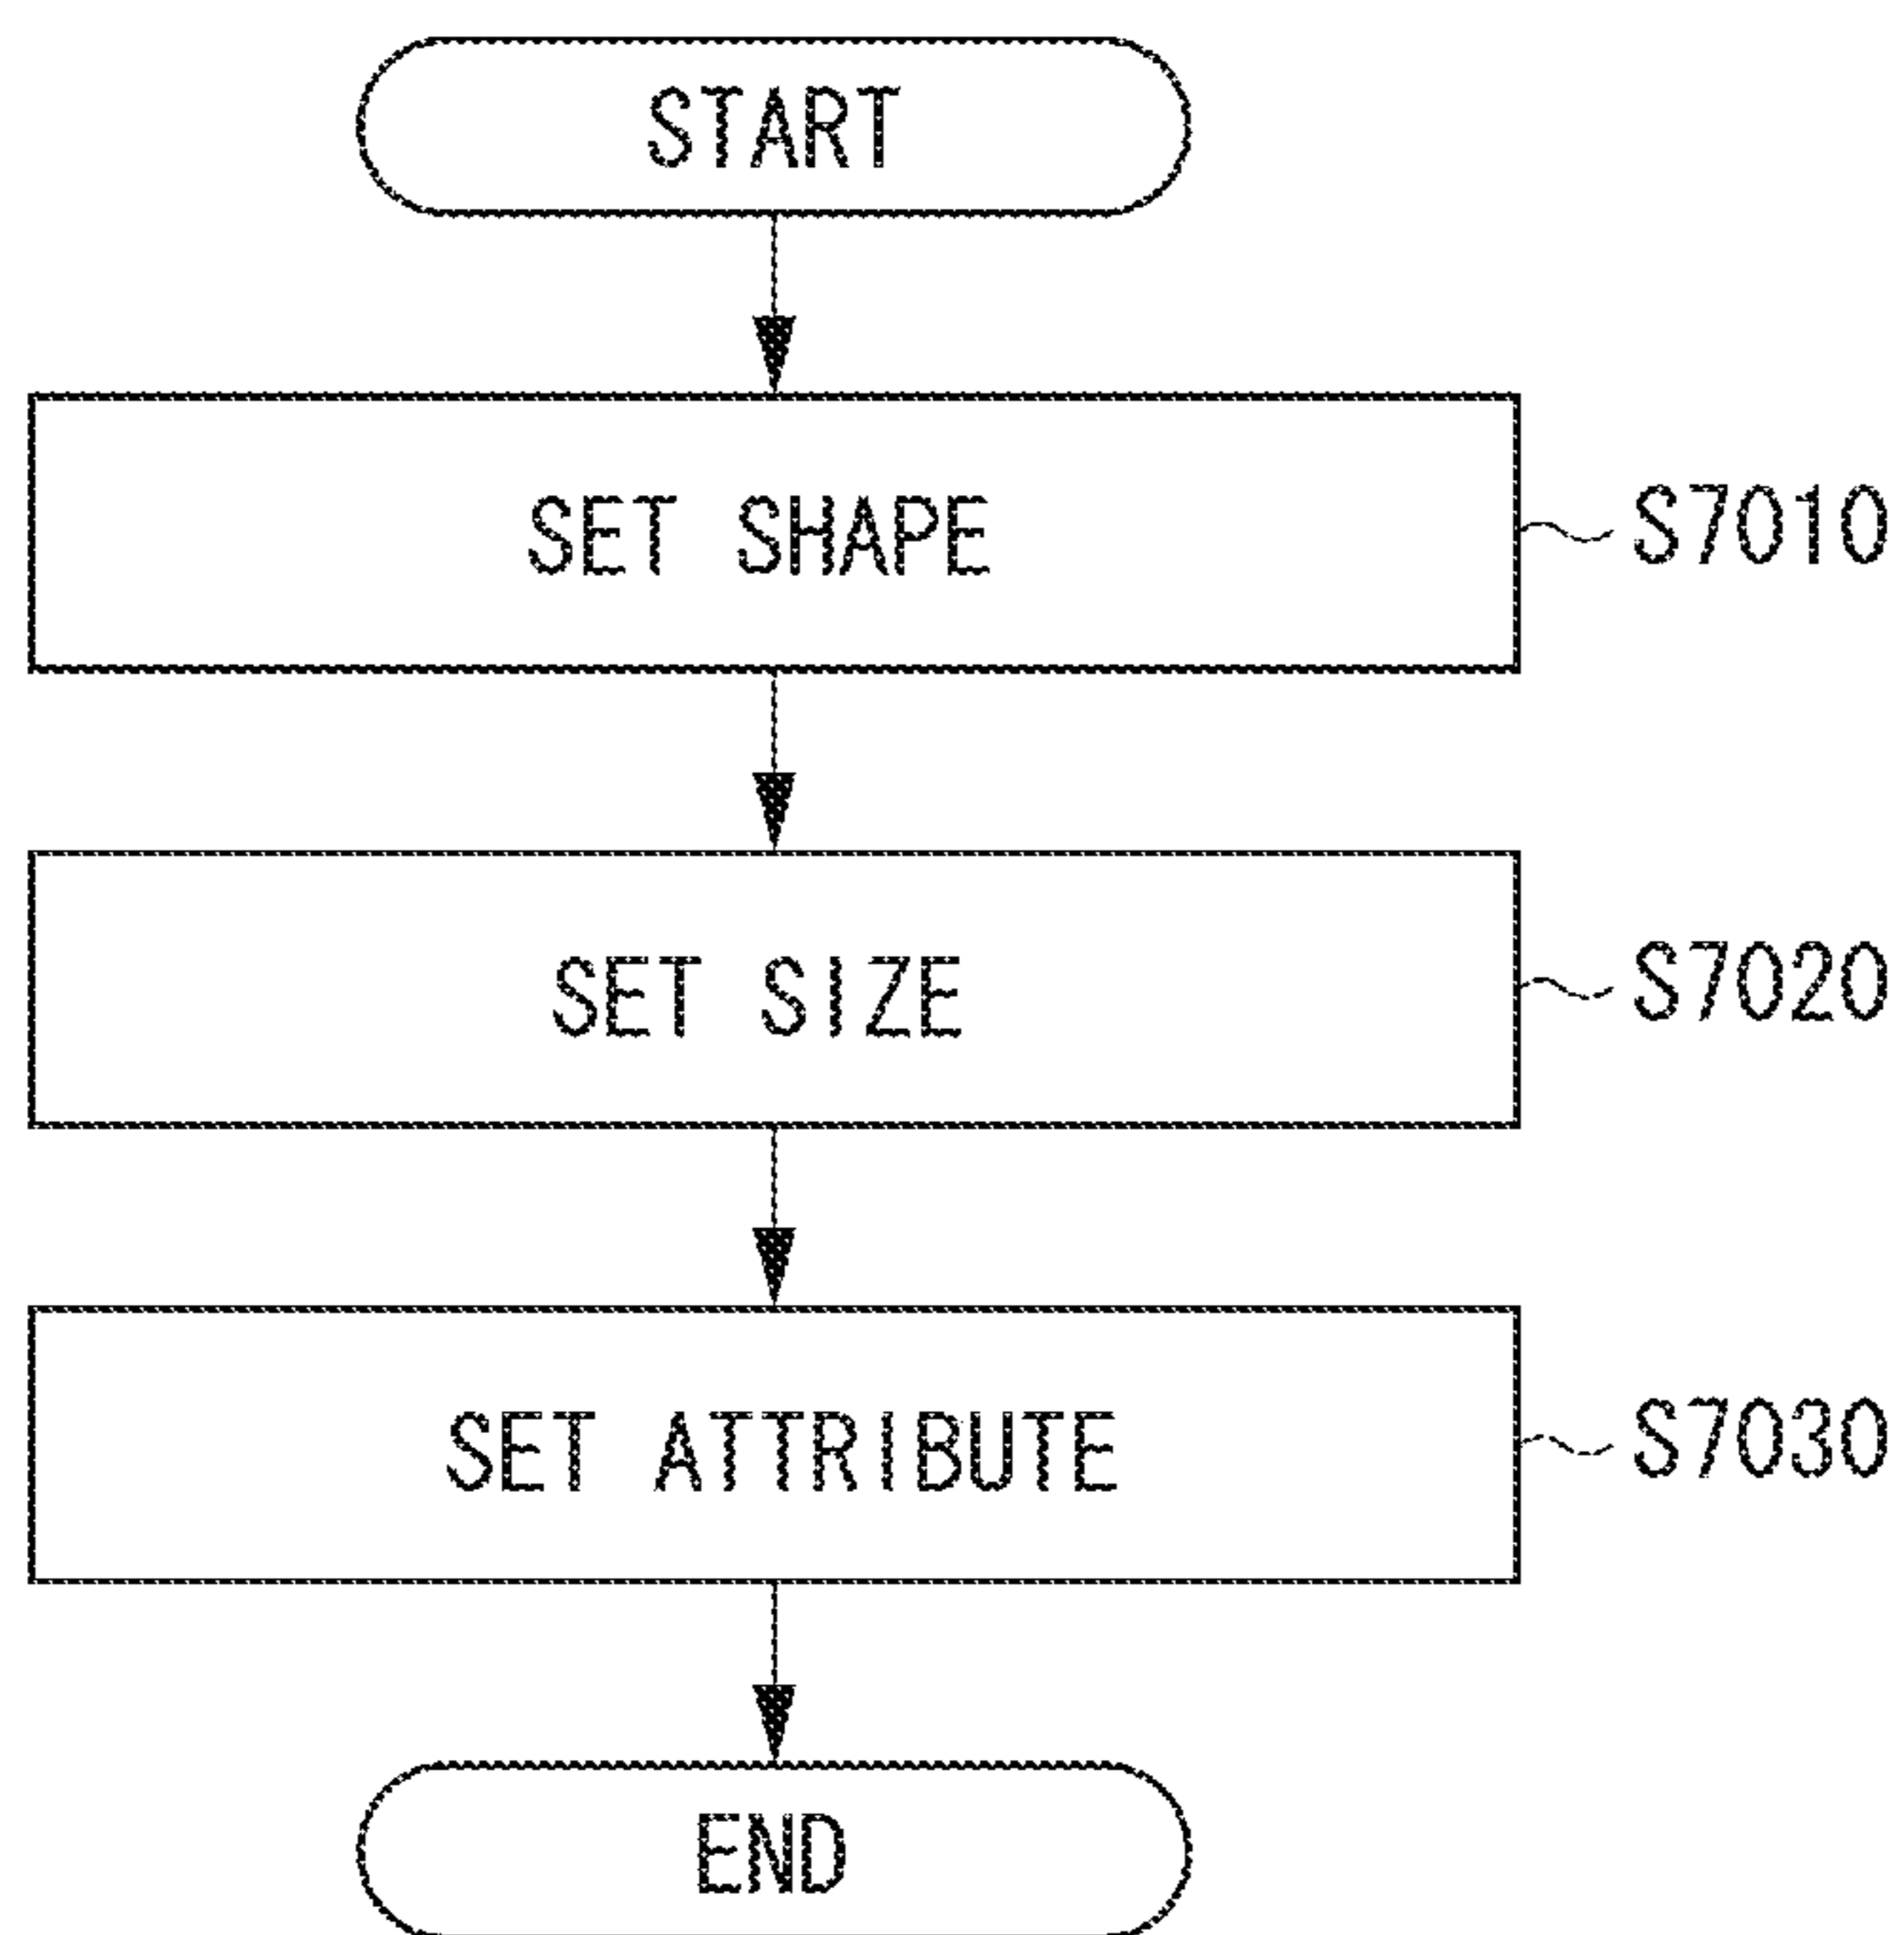 START
SET SHAPE
S7010
SET SIZE
S7020
SET ATTRIBUTE
S7030
END